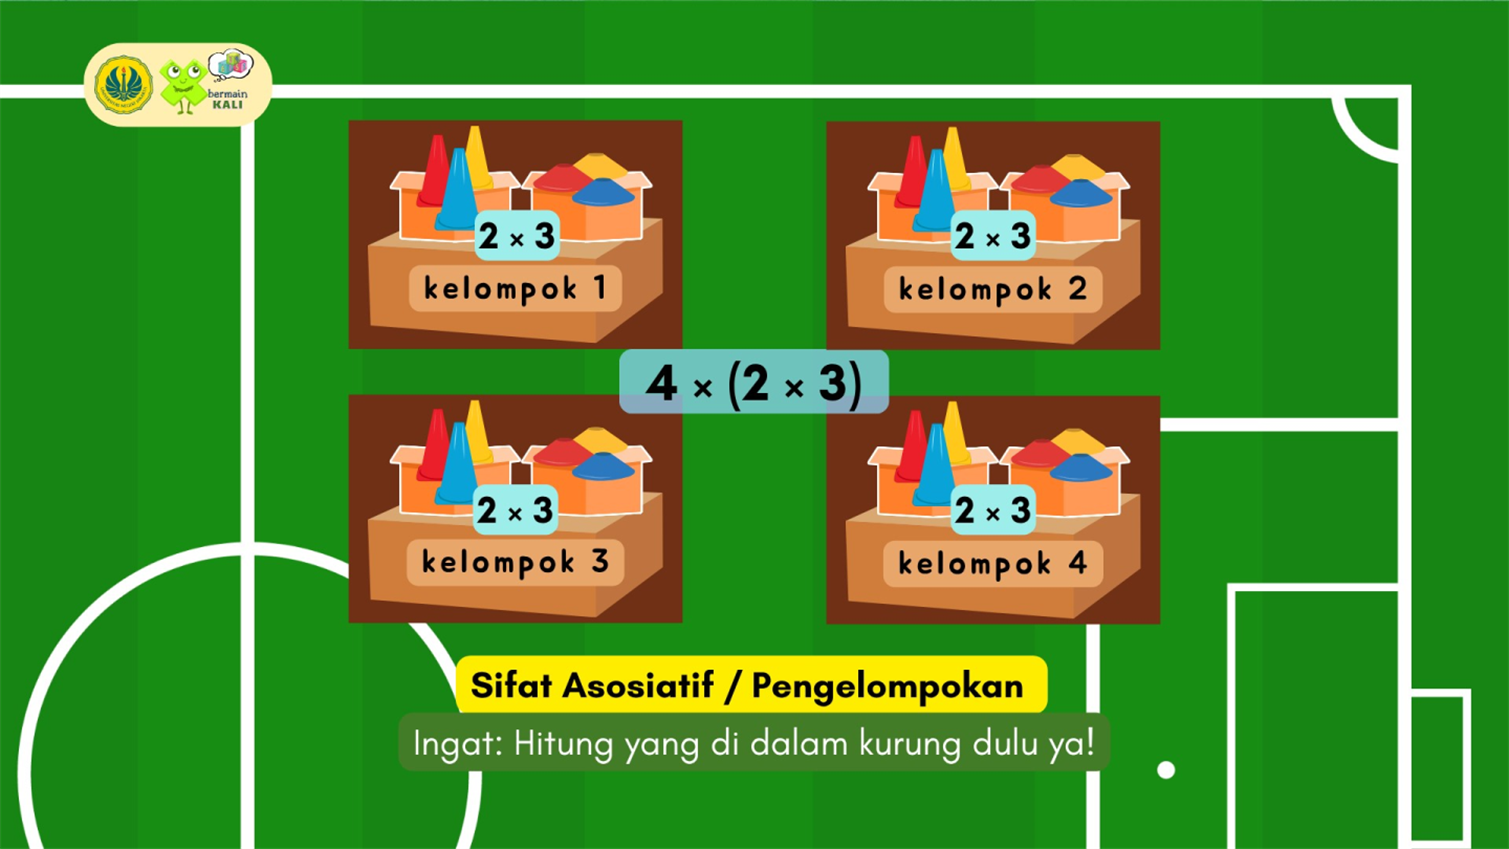 bermain
KALI
2 × 3
kelompok 1
2 × 3
kelompok 2
4 × (2 × 3)
2 × 3
kelompok 3
2 × 3
kelompok 4
Sifat Asosiatif / Pengelompokan
Ingat: Hitung yang di dalam kurung dulu ya!